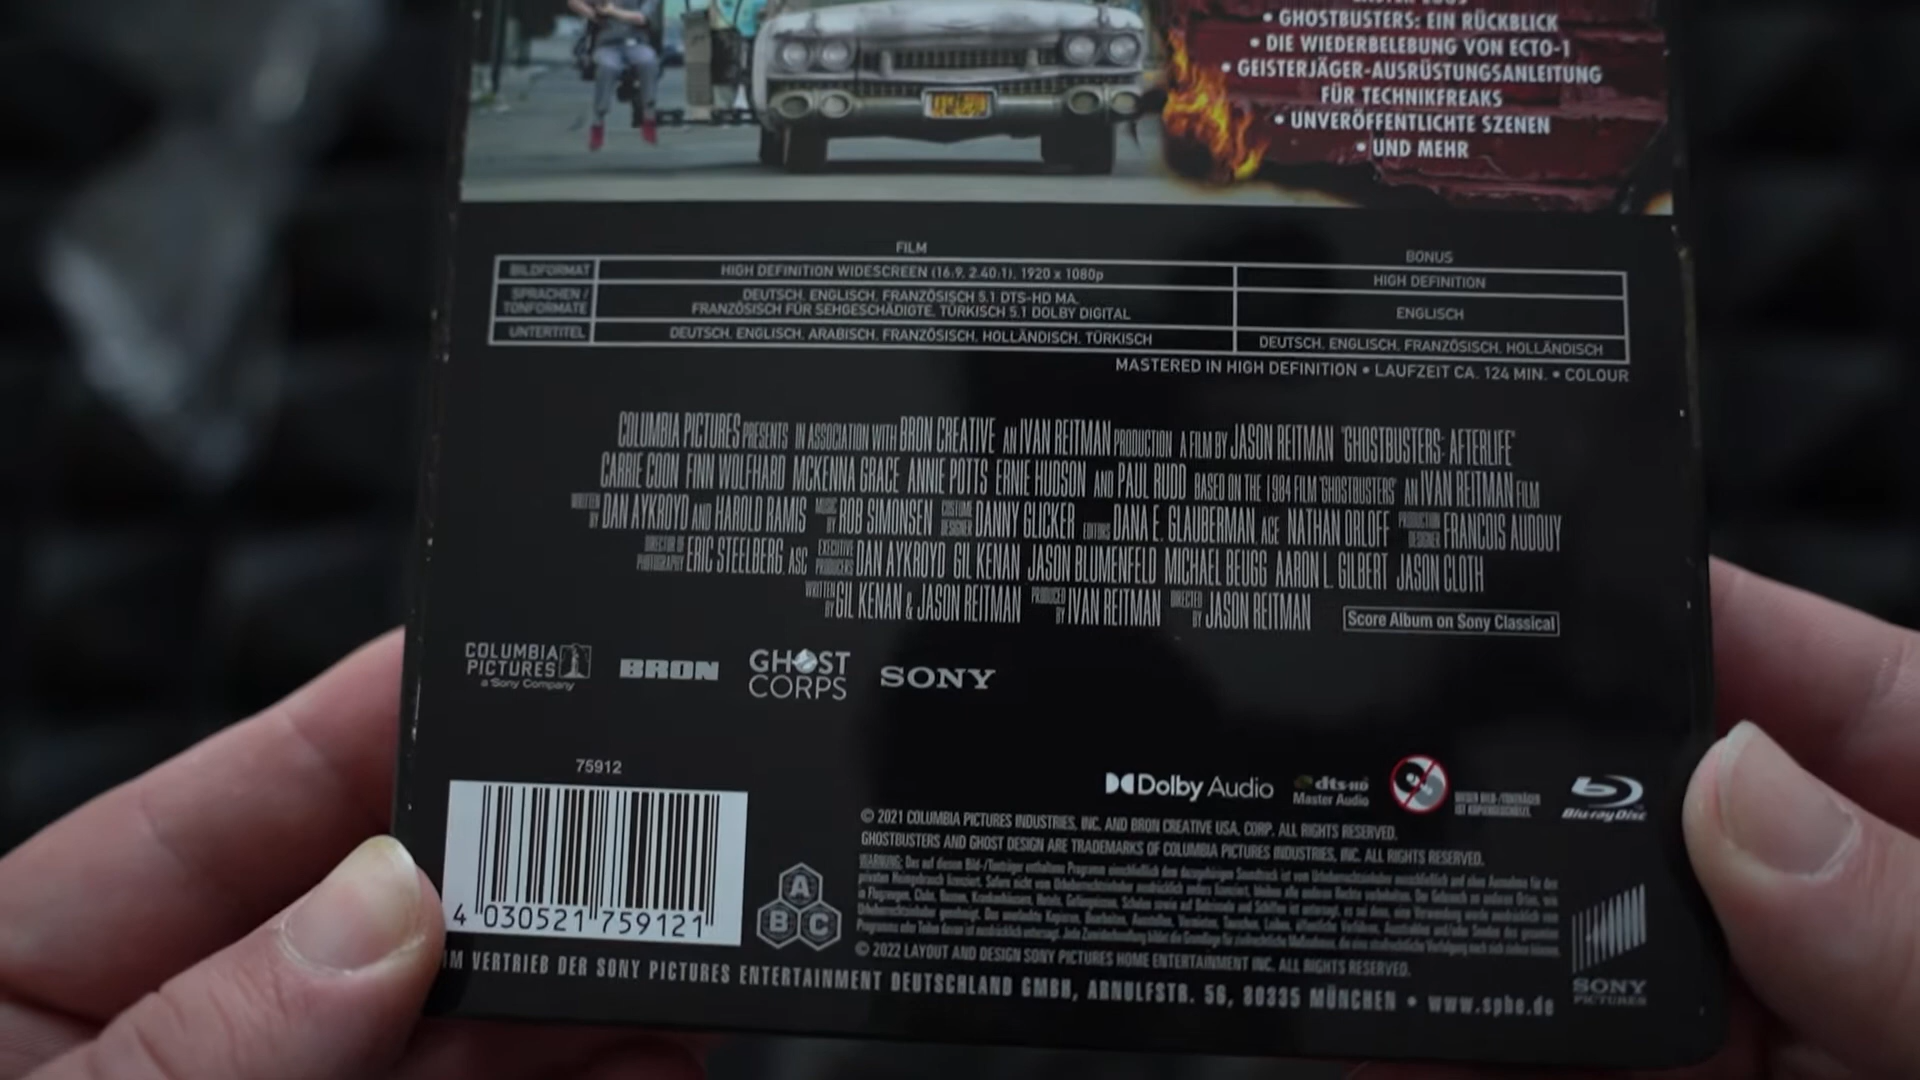 • GHOSTBUSTERS: EIN RÜCKBLICK
• DIE WIEDERBELEBUNG VON ECTO-1
• GEISTERJÄGER-AUSRÜSTUNGSANLEITUNG
FÜR TECHNIKFREAKS
• UNVERÖFFENTLICHTE SZENEN
• UND MEHR
FILM
BONUS
BILDFORMAT HIGH DEFINITION WIDESCREEN (16:9, 2.40:1), 1920 x 1080p HIGH DEFINITION
SPRACHEN / TONFORMATE
DEUTSCH, ENGLISCH, FRANZÖSISCH 5.1 DTS-HD MA,
FRANZÖSISCH FÜR SEHGESCHÄDIGTE, TÜRKISCH 5.1 DOLBY DIGITAL
ENGLISCH
UNTERTITEL DEUTSCH, ENGLISCH, ARABISCH, FRANZÖSISCH, HOLLÄNDISCH, TÜRKISCH
DEUTSCH, ENGLISCH, FRANZÖSISCH, HOLLÄNDISCH
MASTERED IN HIGH DEFINITION • LAUFZEIT CA. 124 MIN. • COLOUR
COLUMBIA PICTURES PRESENTS IN ASSOCIATION WITH BRON CREATIVE AN IVAN REITMAN PRODUCTION A FILM BY JASON REITMAN "GHOSTBUSTERS: AFTERLIFE"
CARRIE COON FINN WOLFHARD MCKENNA GRACE ANNIE POTTS ERNIE HUDSON AND PAUL RUDD BASED ON THE 1984 FILM "GHOSTBUSTERS" AN IVAN REITMAN FILM
WRITTEN BY DAN AYKROYD AND HAROLD RAMIS MUSIC BY ROB SIMONSEN COSTUME DESIGNER DANNY GLICKER EDITORS DANA E. GLAUBERMAN, ACE NATHAN ORLOFF PRODUCTION DESIGNER FRANCOIS AUDOUY
DIRECTOR OF PHOTOGRAPHY ERIC STEELBERG, ASC EXECUTIVE PRODUCERS DAN AYKROYD GIL KENAN JASON BLUMENFELD MICHAEL BEUGG AARON L. GILBERT JASON CLOTH
WRITTEN BY GIL KENAN & JASON REITMAN PRODUCED BY IVAN REITMAN DIRECTED BY JASON REITMAN Score Album on Sony Classical
COLUMBIA PICTURES
a Sony Company
BRON
GHOST CORPS
SONY
75912
4 030521 759121
A
B C
Dolby Audio
dts-HD
Master Audio
Blu-ray Disc
© 2021 COLUMBIA PICTURES INDUSTRIES, INC. AND BRON CREATIVE USA, CORP. ALL RIGHTS RESERVED.
GHOSTBUSTERS AND GHOST DESIGN ARE TRADEMARKS OF COLUMBIA PICTURES INDUSTRIES, INC. ALL RIGHTS RESERVED.
© 2022 LAYOUT AND DESIGN SONY PICTURES HOME ENTERTAINMENT INC. ALL RIGHTS RESERVED.
IM VERTRIEB DER SONY PICTURES ENTERTAINMENT DEUTSCHLAND GMBH, ARNULFSTR. 56, 80335 MÜNCHEN • www.sphe.de
SONY
PICTURES